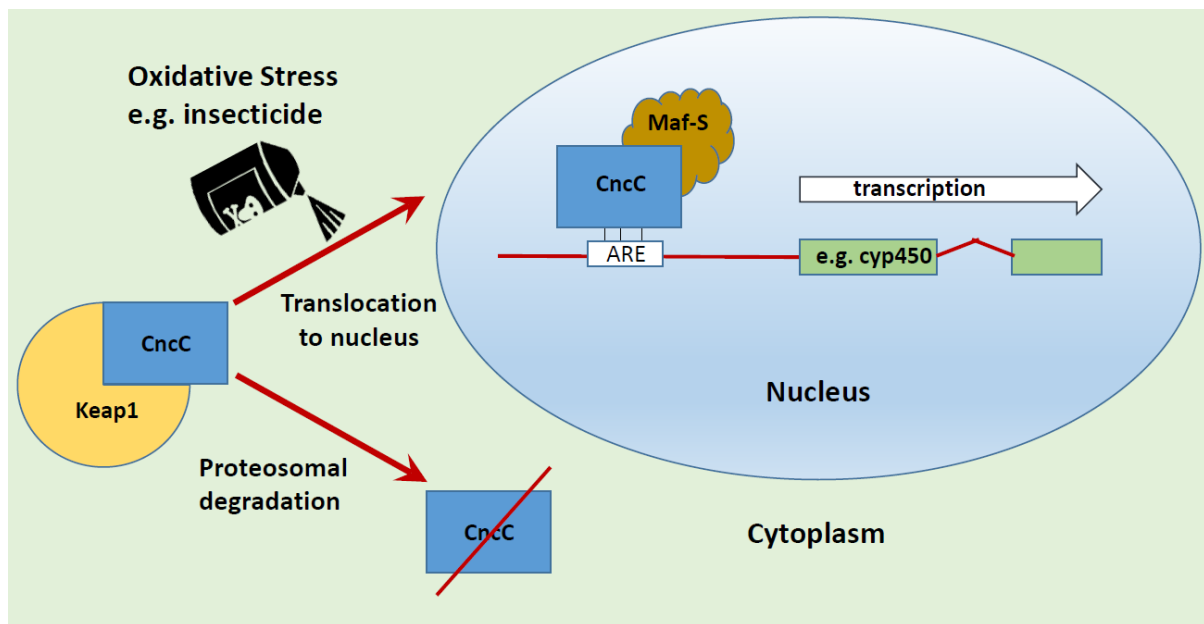 Oxidative Stress
e.g. insecticide
Maf-S
CncC
transcription
ARE
e.g. cyp450
Translocation
to nucleus
CncC
Keap1
Nucleus
Proteosomal
degradation
CncC
Cytoplasm